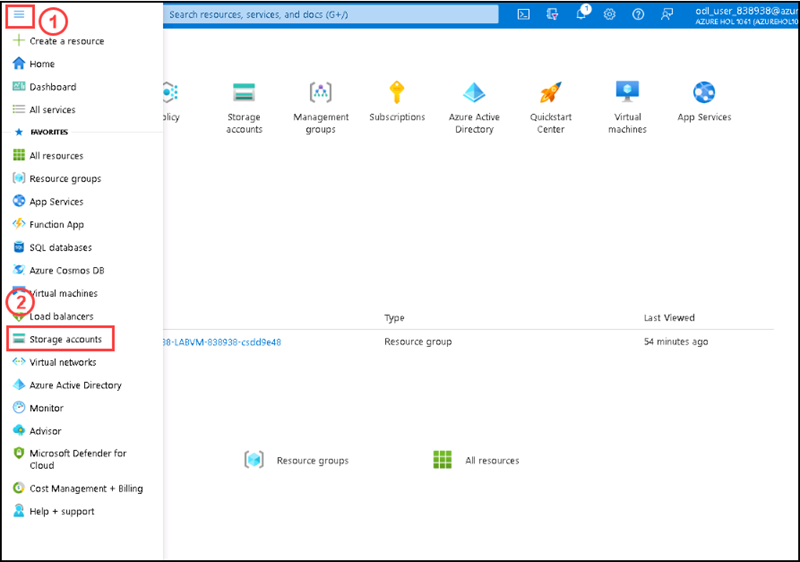 1
Search resources, services, and docs (G+/)
1
odl_user_838938@azur
AZURE HOL 1061 (AZUREHOL10
Create a resource
Home
Dashboard
All services
FAVORITES
All resources
Resource groups
App Services
Function App
SQL databases
Azure Cosmos DB
Virtual machines
2
Load balancers
Storage accounts
Virtual networks
Azure Active Directory
Monitor
Advisor
Microsoft Defender for
Cloud
Cost Management + Billing
Help + support
olicy
Storage
accounts
Management
groups
Subscriptions
Azure Active
Directory
Quickstart
Center
Virtual
machines
App Services
Type
Last Viewed
38-LABVM-838938-csdd9e48
Resource group
54 minutes ago
Resource groups
All resources